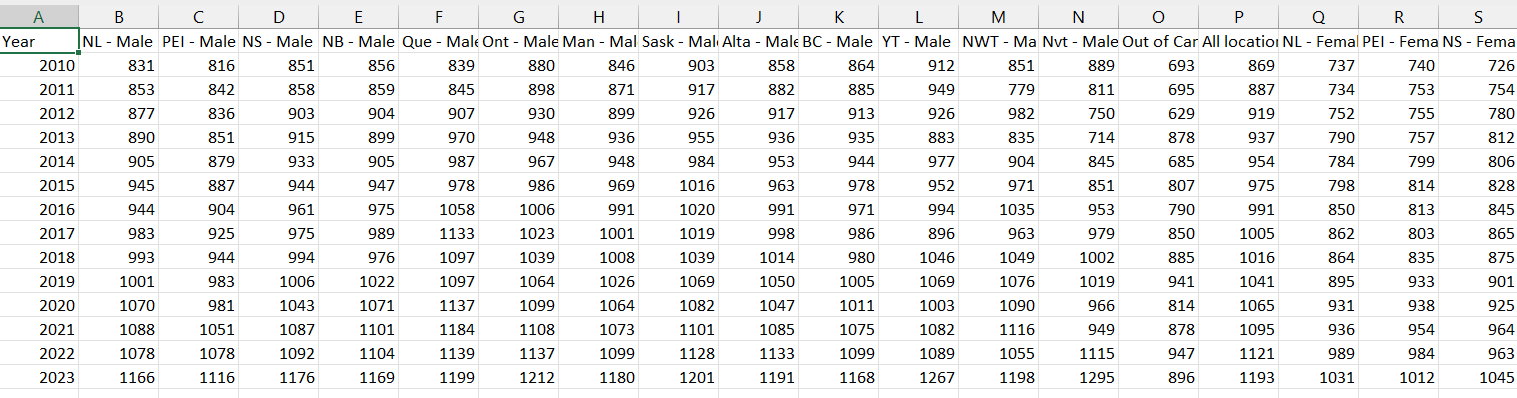 A B C D E F G H I J K L M N O P Q R S
Year NL - Male PEI - Male NS - Male NB - Male Que - Male Ont - Male Man - Mal Sask - Mal Alta - Male BC - Male YT - Male NWT - Ma Nvt - Male Out of Car All location NL - Femal PEI - Fema NS - Fema
2010 831 816 851 856 839 880 846 903 858 864 912 851 889 693 869 737 740 726
2011 853 842 858 859 845 898 871 917 882 885 949 779 811 695 887 734 753 754
2012 877 836 903 904 907 930 899 926 917 913 926 982 750 629 919 752 755 780
2013 890 851 915 899 970 948 936 955 936 935 883 835 714 878 937 790 757 812
2014 905 879 933 905 987 967 948 984 953 944 977 904 845 685 954 784 799 806
2015 945 887 944 947 978 986 969 1016 963 978 952 971 851 807 975 798 814 828
2016 944 904 961 975 1058 1006 991 1020 991 971 994 1035 953 790 991 850 813 845
2017 983 925 975 989 1133 1023 1001 1019 998 986 896 963 979 850 1005 862 803 865
2018 993 944 994 976 1097 1039 1008 1039 1014 980 1046 1049 1002 885 1016 864 835 875
2019 1001 983 1006 1022 1097 1064 1026 1069 1050 1005 1069 1076 1019 941 1041 895 933 901
2020 1070 981 1043 1071 1137 1099 1064 1082 1047 1011 1003 1090 966 814 1065 931 938 925
2021 1088 1051 1087 1101 1184 1108 1073 1101 1085 1075 1082 1116 949 878 1095 936 954 964
2022 1078 1078 1092 1104 1139 1137 1099 1128 1133 1099 1089 1055 1115 947 1121 989 984 963
2023 1166 1116 1176 1169 1199 1212 1180 1201 1191 1168 1267 1198 1295 896 1193 1031 1012 1045